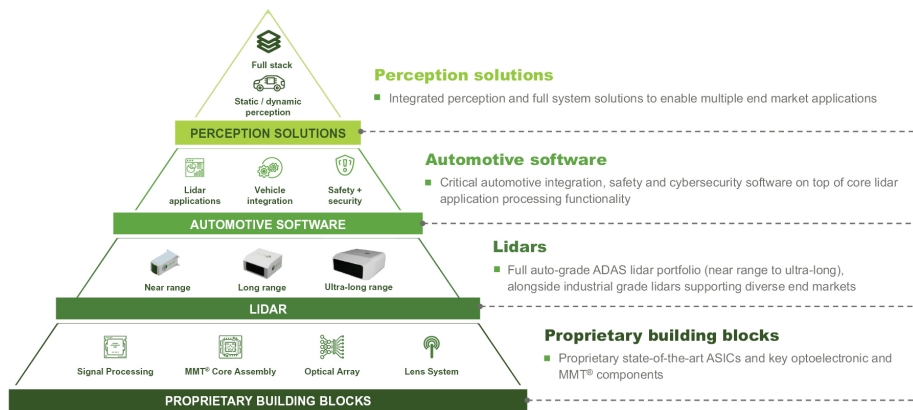 Full stack
Static / dynamic
perception
PERCEPTION SOLUTIONS
Perception solutions
Integrated perception and full system solutions to enable multiple end market applications
Lidar
applications
Vehicle
integration
Safety +
security
AUTOMOTIVE SOFTWARE
Automotive software
Critical automotive integration, safety and cybersecurity software on top of core lidar
application processing functionality
Near range
Long range
Ultra-long range
LIDAR
Lidars
Full auto-grade ADAS lidar portfolio (near range to ultra-long),
alongside industrial grade lidars supporting diverse end markets
Signal Processing
MMT® Core Assembly
Optical Array
Lens System
PROPRIETARY BUILDING BLOCKS
Proprietary building blocks
Proprietary state-of-the-art ASICs and key optoelectronic and
MMT® components